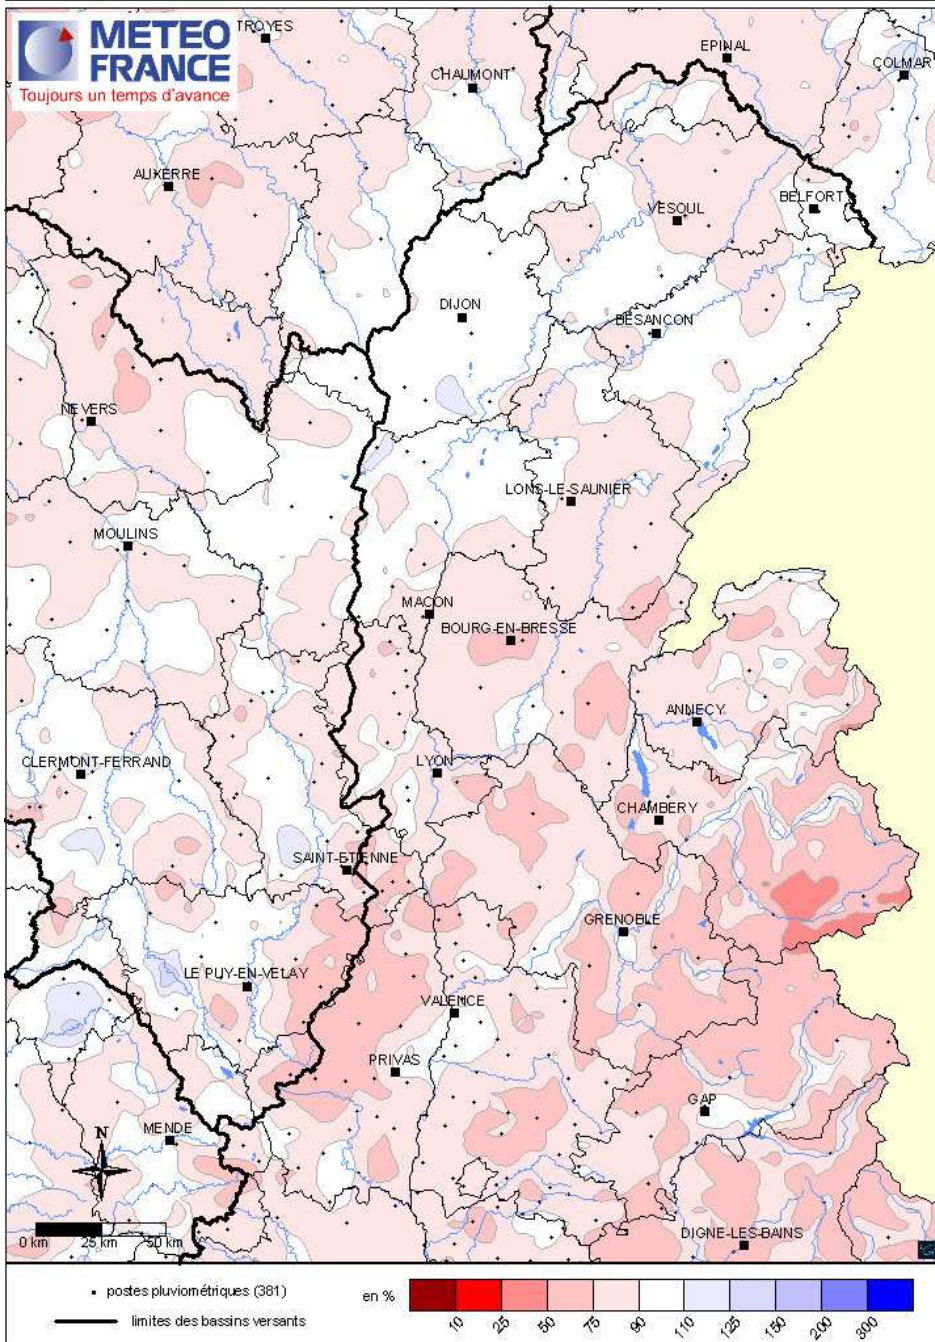 METEO
FRANCE
Toujours un temps d'avance
TROYES
EPINAL
CHAUMONT
COLMAR
AUXERRE
BELFORT
VESOUL
DIJON
BESANCON
NEVERS
LONS-LE-SAUNIER
MOULINS
MACON
BOURG-EN-BRESSE
ANNECY
CLERMONT-FERRAND
LYON
CHAMBERY
SAINT-ETIENNE
GRENOBLE
LE PUY-EN-VELAY
VALENCE
PRIVAS
GAP
N
MENDE
0 km 25 km 50 km
DIGNE-LES-BAINS
postes pluviométriques (381)
en %
limites des bassins versants
10 25 50 75 90 110 125 150 200 300